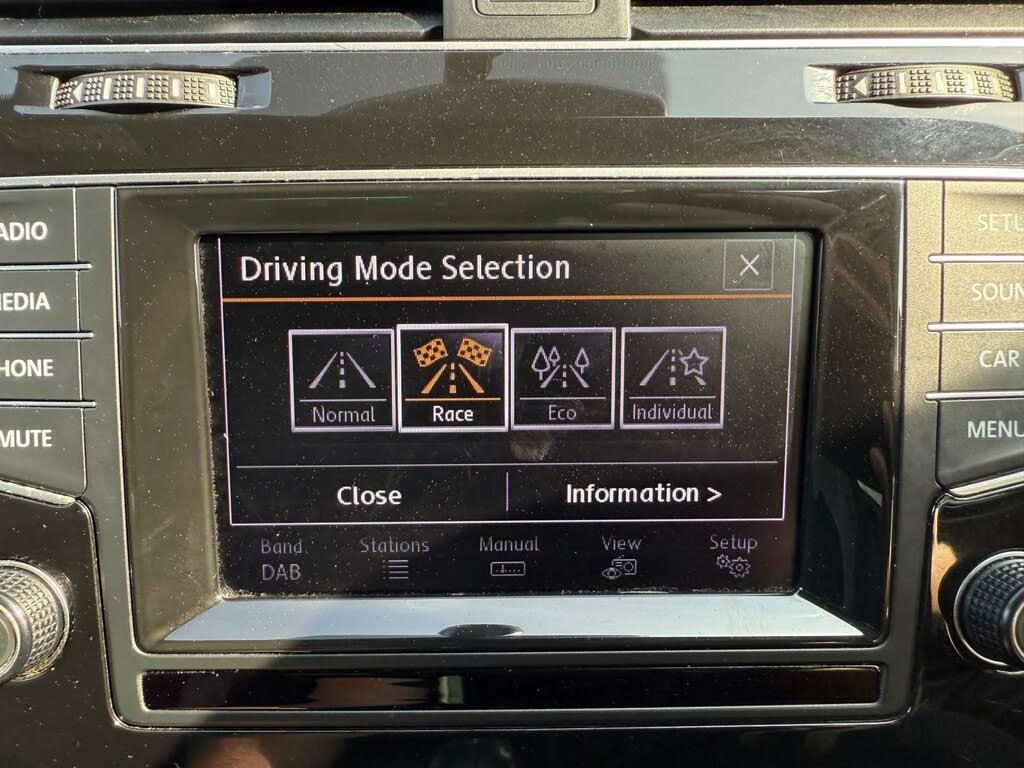 ADIO
MEDIA
HONE
MUTE
SETU
SOUN
CAR
MENU
Driving Mode Selection
Normal
Race
Eco
Individual
Close
Information >
Band
Stations
Manual
View
Setup
DAB